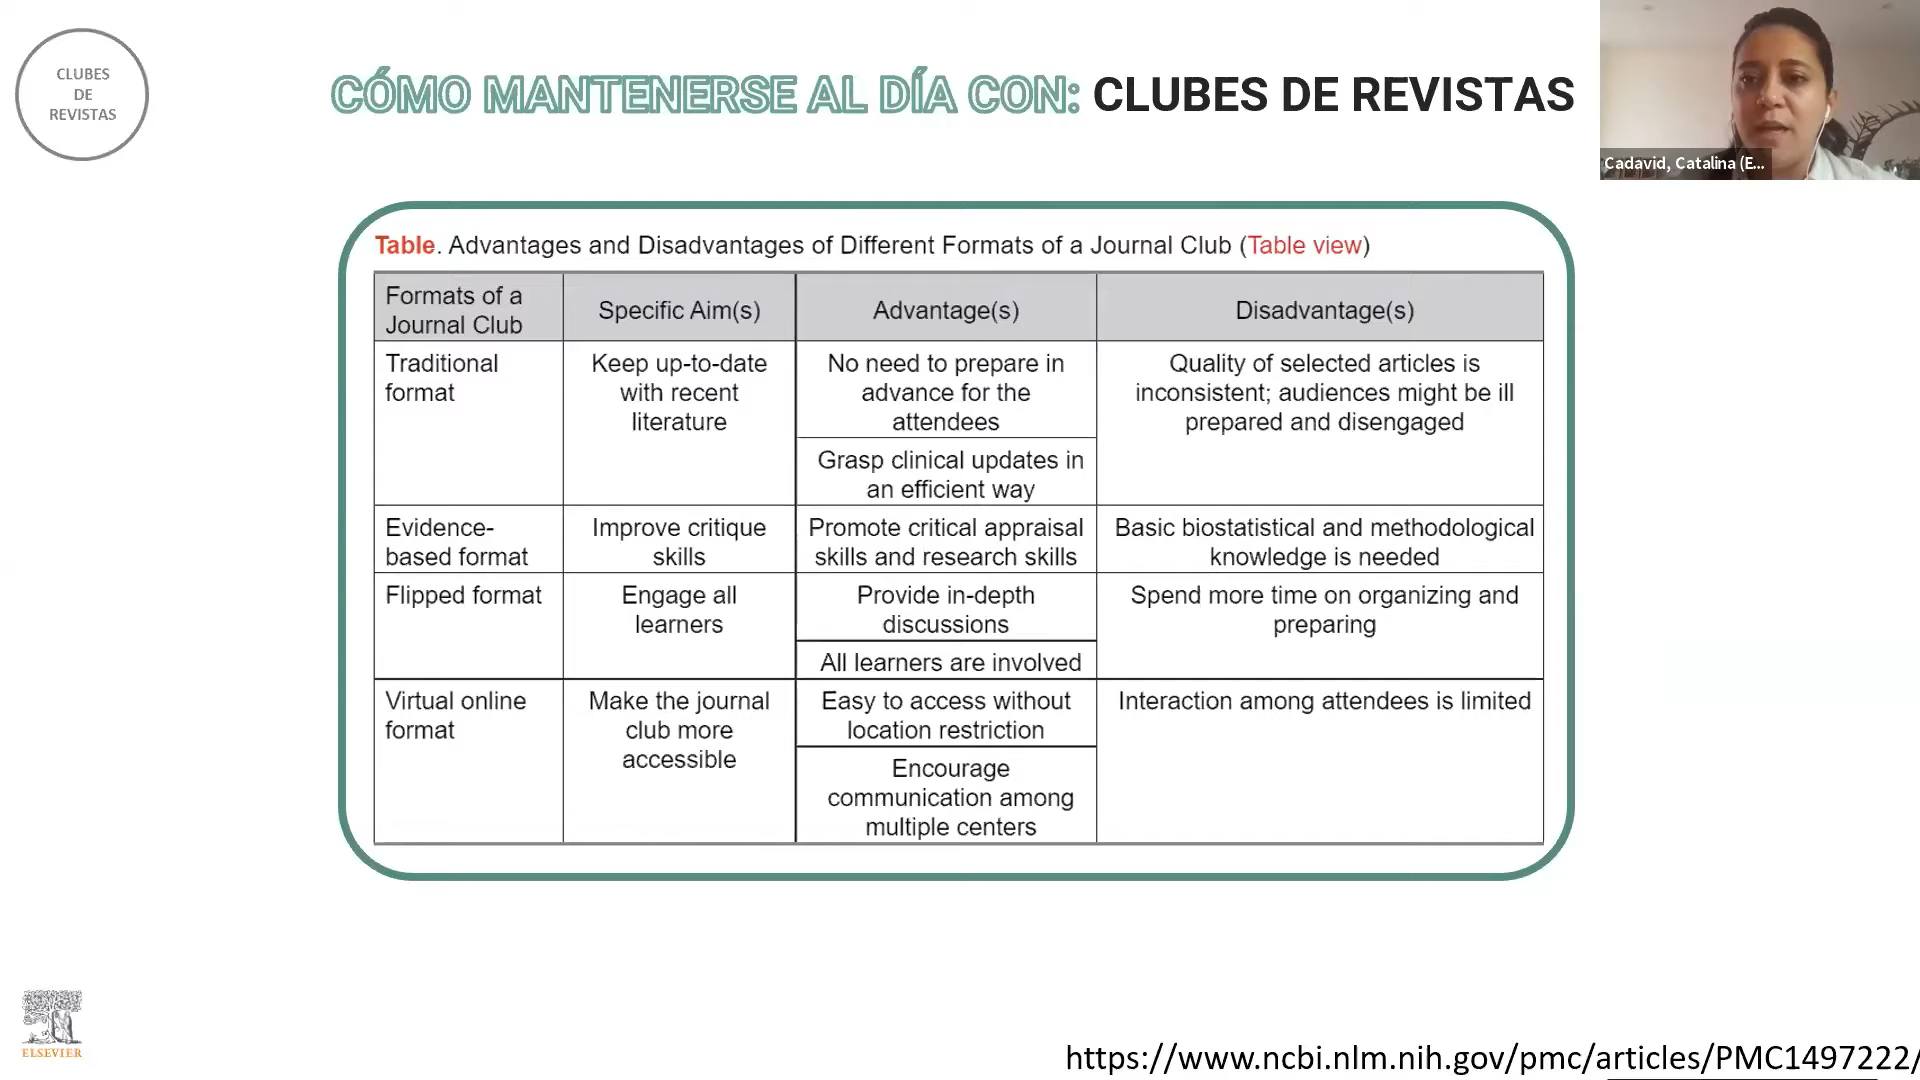 CLUBES
DE
REVISTAS
CÓMO MANTENERSE AL DÍA CON: CLUBES DE REVISTAS
Cadavid, Catalina (E...
Table. Advantages and Disadvantages of Different Formats of a Journal Club (Table view)
Formats of a
Journal Club
Specific Aim(s)
Advantage(s)
Disadvantage(s)
Traditional
format
Keep up-to-date
with recent
literature
No need to prepare in
advance for the
attendees
Grasp clinical updates in
an efficient way
Quality of selected articles is
inconsistent; audiences might be ill
prepared and disengaged
Evidence-
based format
Improve critique
skills
Promote critical appraisal
skills and research skills
Basic biostatistical and methodological
knowledge is needed
Flipped format
Engage all
learners
Provide in-depth
discussions
All learners are involved
Spend more time on organizing and
preparing
Virtual online
format
Make the journal
club more
accessible
Easy to access without
location restriction
Encourage
communication among
multiple centers
Interaction among attendees is limited
ELSEVIER
https://www.ncbi.nlm.nih.gov/pmc/articles/PMC1497222/